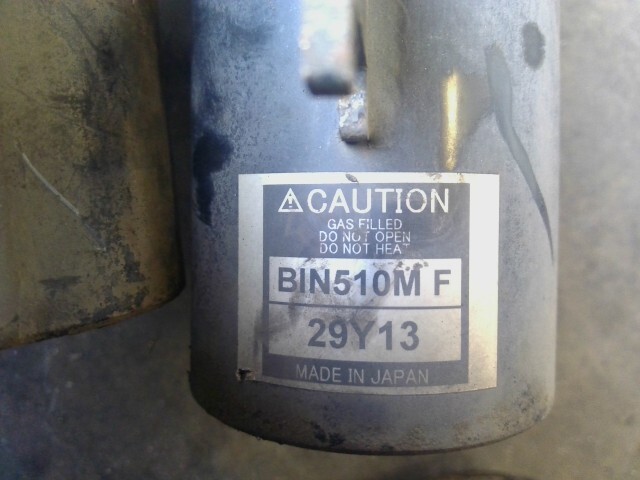 CAUTION
GAS FILLED
DO NOT OPEN
DO NOT HEAT
BIN510M F
29Y13
MADE IN JAPAN